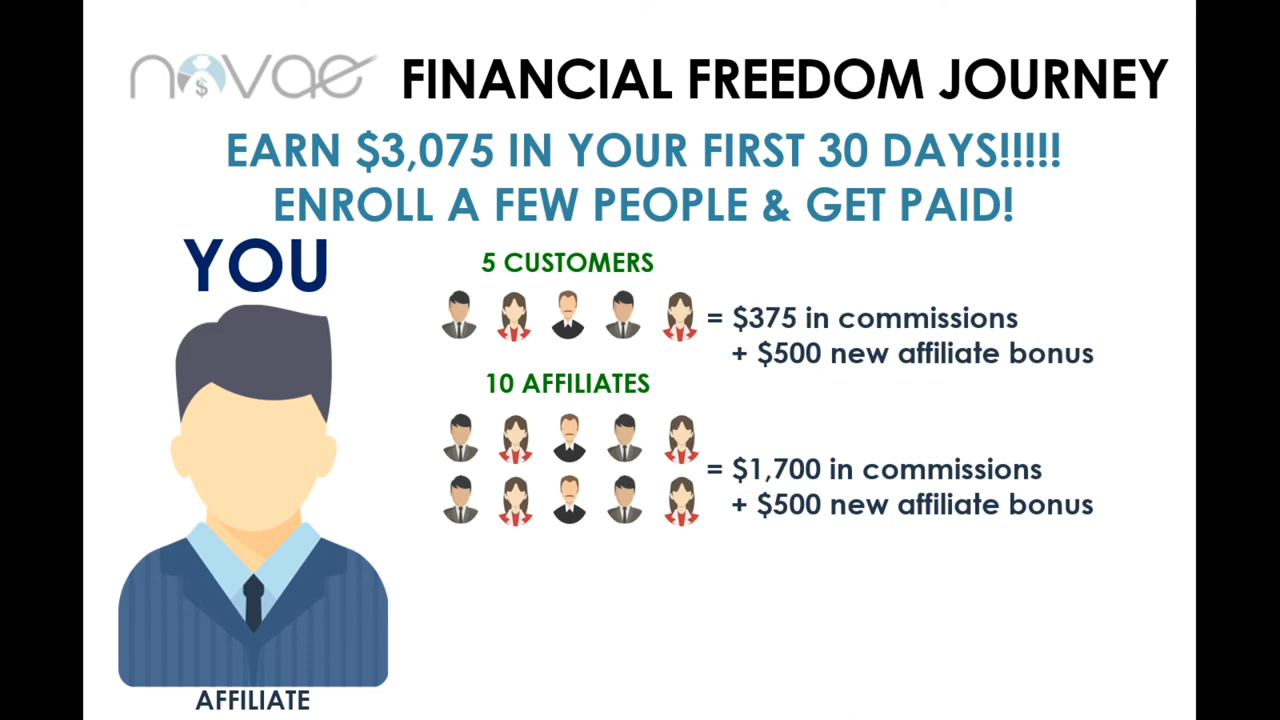 novae FINANCIAL FREEDOM JOURNEY
EARN $3,075 IN YOUR FIRST 30 DAYS!!!!!
ENROLL A FEW PEOPLE & GET PAID!
YOU
5 CUSTOMERS
= $375 in commissions
+ $500 new affiliate bonus
10 AFFILIATES
= $1,700 in commissions
+ $500 new affiliate bonus
AFFILIATE